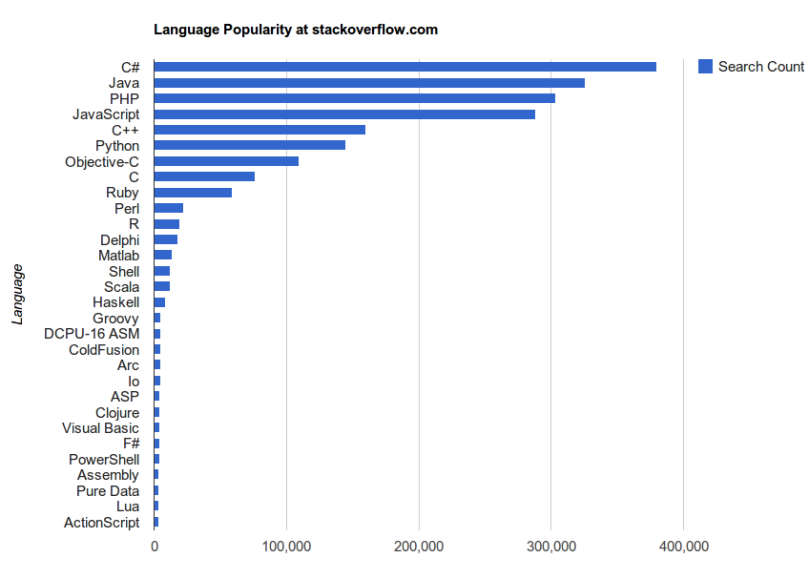 Language Popularity at stackoverflow.com
Search Count
Language
C#
Java
PHP
JavaScript
C++
Python
Objective-C
C
Ruby
Perl
R
Delphi
Matlab
Shell
Scala
Haskell
Groovy
DCPU-16 ASM
ColdFusion
Arc
Io
ASP
Clojure
Visual Basic
F#
PowerShell
Assembly
Pure Data
Lua
ActionScript
0 100,000 200,000 300,000 400,000